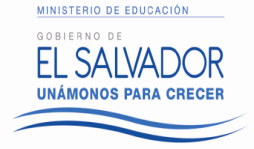 MINISTERIO DE EDUCACIÓN
GOBIERNO DE
EL SALVADOR
UNÁMONOS PARA CRECER